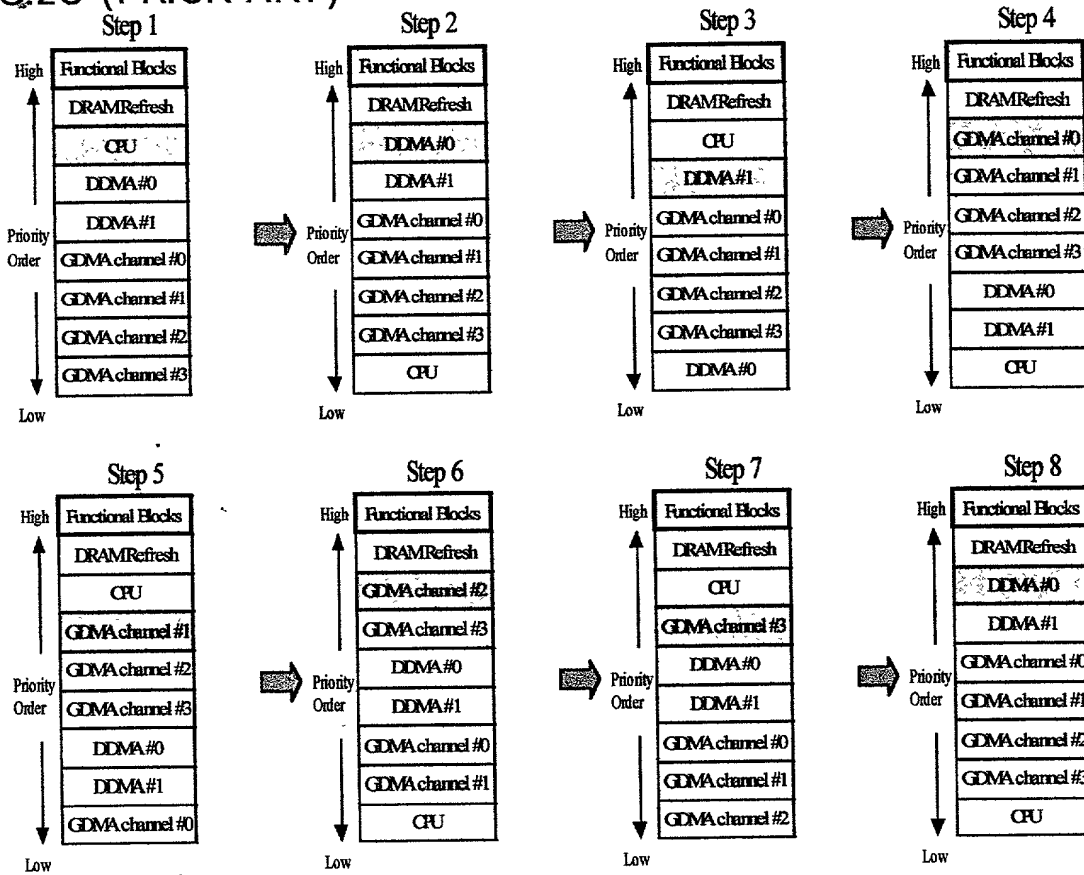 (PRIOR ART)
Step 1
High
Functional Blocks
DRAMRefresh
CPU
DDMA#0
DDMA#1
Priority
Order
GDMA channel #0
GDMA channel #1
GDMA channel #2
GDMA channel #3
Low
Step 2
High
Functional Blocks
DRAMRefresh
DDMA#0
DDMA#1
GDMA channel #0
Priority
Order
GDMA channel #1
GDMA channel #2
GDMA channel #3
CPU
Low
Step 3
High
Functional Blocks
DRAMRefresh
CPU
DDMA#1
GDMA channel #0
Priority
Order
GDMA channel #1
GDMA channel #2
GDMA channel #3
DDMA#0
Low
Step 4
High
Functional Blocks
DRAMRefresh
GDMA channel #0
GDMA channel #1
GDMA channel #2
Priority
Order
GDMA channel #3
DDMA#0
DDMA#1
CPU
Low
Step 5
High
Functional Blocks
DRAMRefresh
CPU
GDMA channel #1
GDMA channel #2
Priority
Order
GDMA channel #3
DDMA#0
DDMA#1
GDMA channel #0
Low
Step 6
High
Functional Blocks
DRAMRefresh
GDMA channel #2
GDMA channel #3
DDMA#0
Priority
Order
DDMA#1
GDMA channel #0
GDMA channel #1
CPU
Low
Step 7
High
Functional Blocks
DRAMRefresh
CPU
GDMA channel #3
DDMA#0
Priority
Order
DDMA#1
GDMA channel #0
GDMA channel #1
GDMA channel #2
Low
Step 8
High
Functional Blocks
DRAMRefresh
DDMA#0
DDMA#1
GDMA channel #0
Priority
Order
GDMA channel #1
GDMA channel #2
GDMA channel #3
CPU
Low